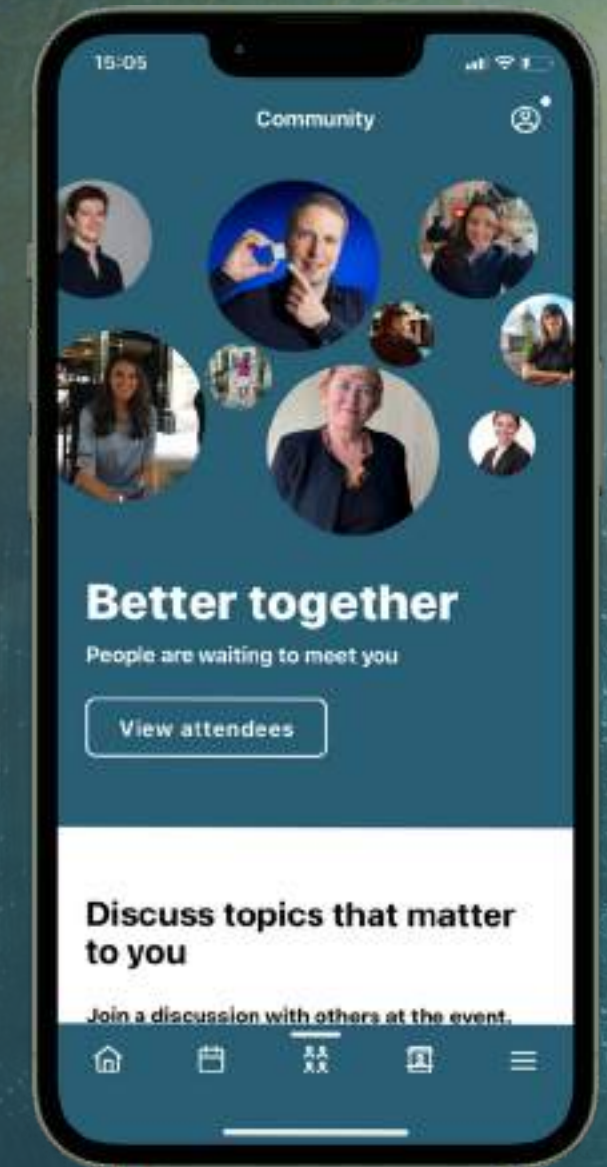 15:05
Community
Better together
People are waiting to meet you
View attendees
Discuss topics that matter
to you
Join a discussion with others at the event.